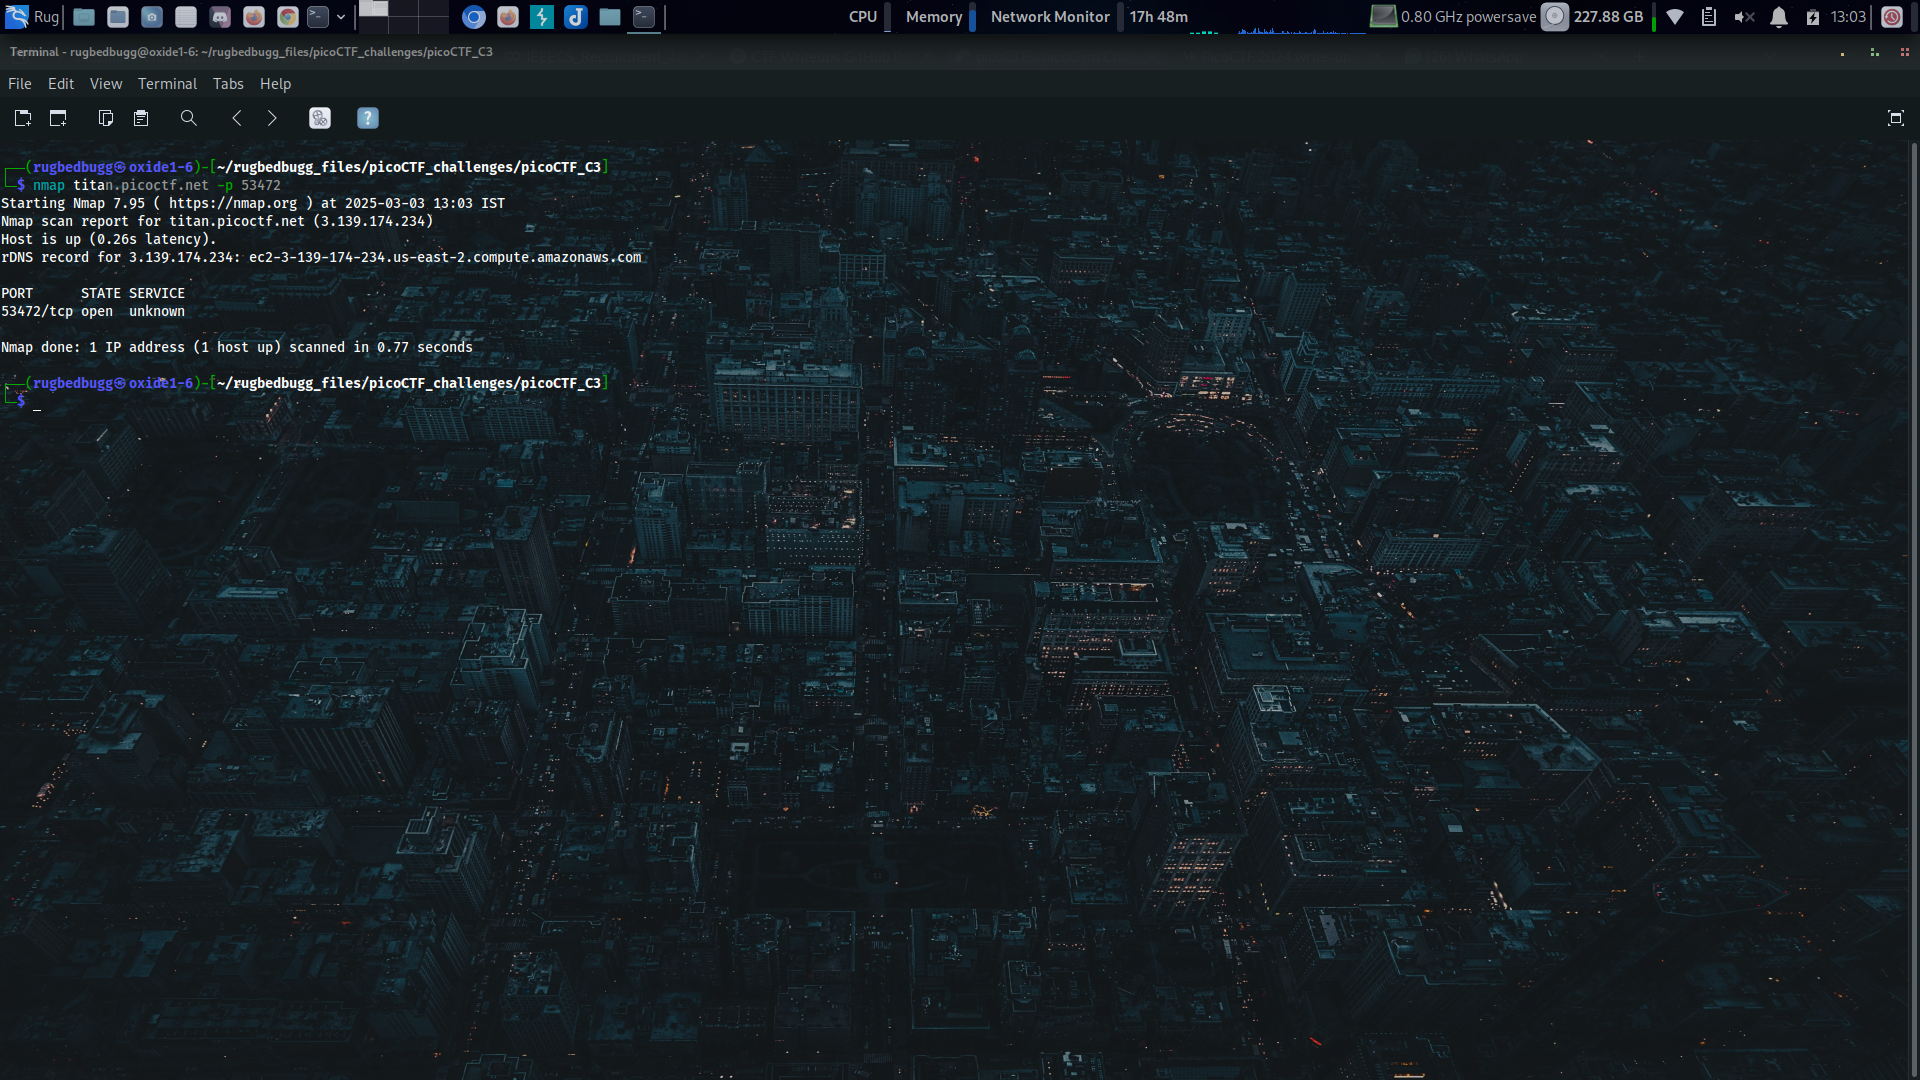 Rug
CPU Memory Network Monitor 17h 48m 0.80 GHz powersave 227.88 GB 13:03
Terminal - rugbedbugg@oxide1-6: ~/rugbedbugg_files/picoCTF_challenges/picoCTF_C3
File Edit View Terminal Tabs Help
┌──(rugbedbugg㉿oxide1-6)-[~/rugbedbugg_files/picoCTF_challenges/picoCTF_C3]
└─$ nmap titan.picoctf.net -p 53472
Starting Nmap 7.95 ( https://nmap.org ) at 2025-03-03 13:03 IST
Nmap scan report for titan.picoctf.net (3.139.174.234)
Host is up (0.26s latency).
rDNS record for 3.139.174.234: ec2-3-139-174-234.us-east-2.compute.amazonaws.com
PORT      STATE SERVICE
53472/tcp open  unknown
Nmap done: 1 IP address (1 host up) scanned in 0.77 seconds
┌──(rugbedbugg㉿oxide1-6)-[~/rugbedbugg_files/picoCTF_challenges/picoCTF_C3]
└─$ _